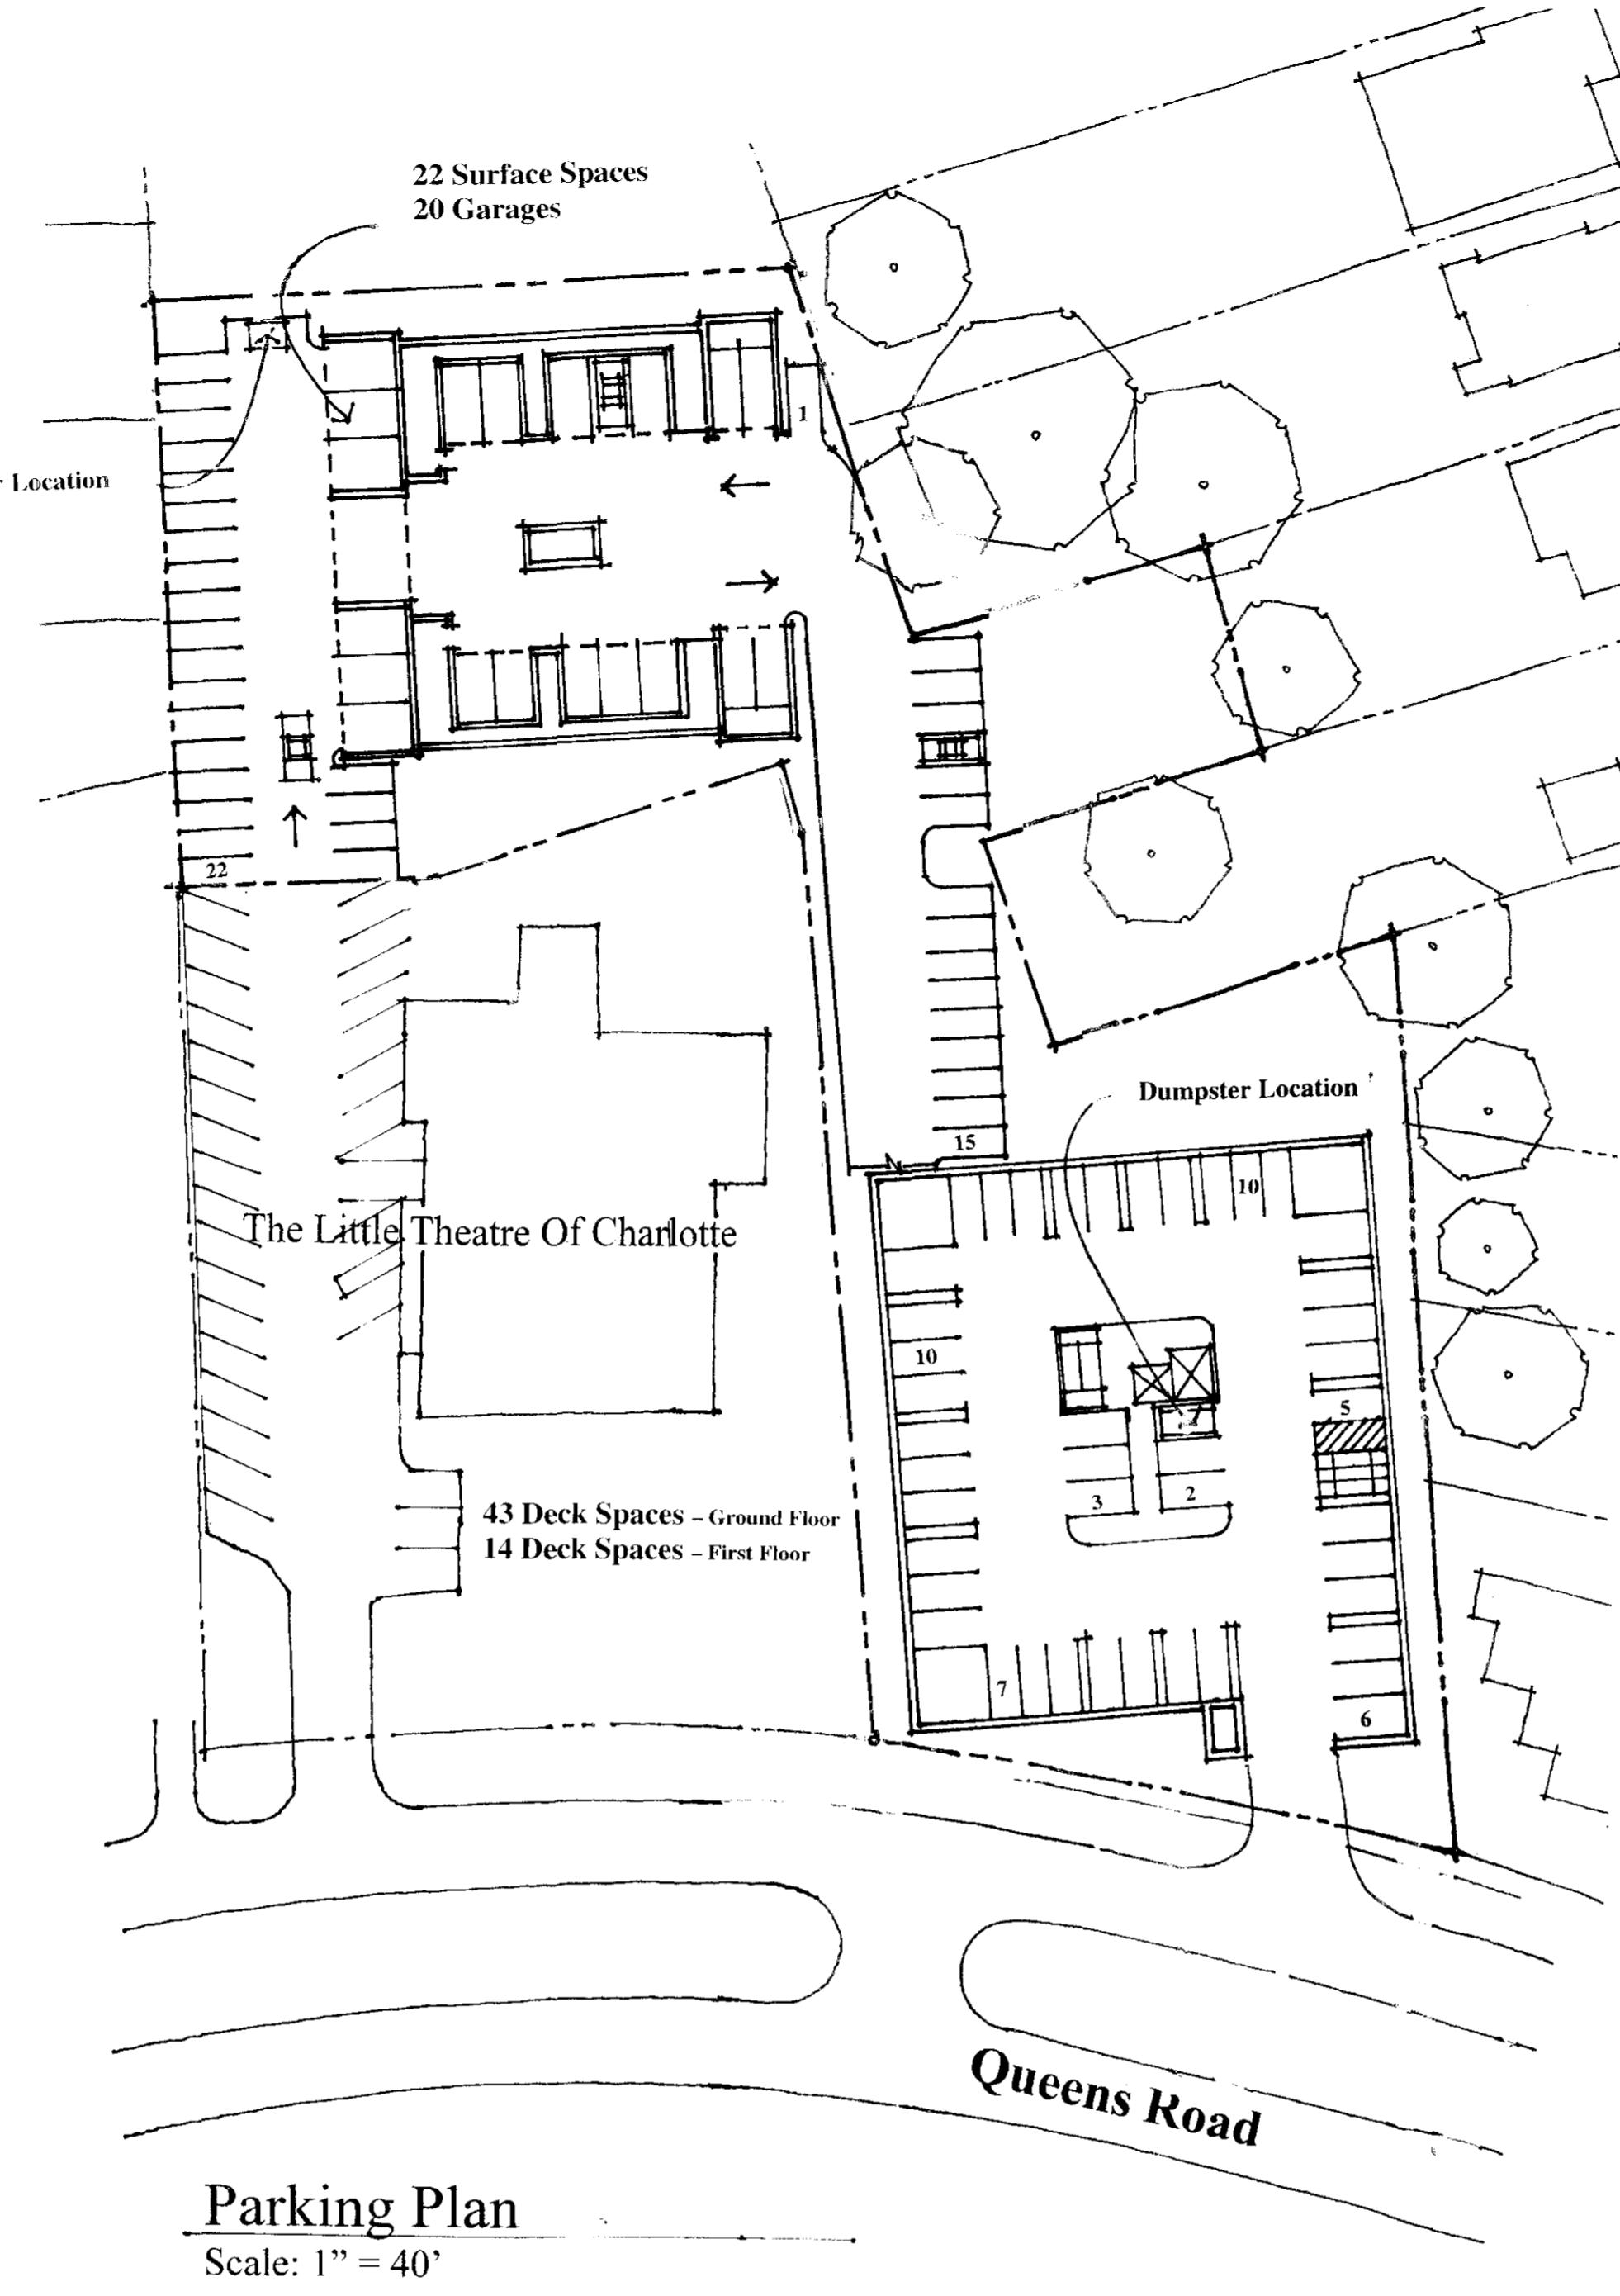 22 Surface Spaces
20 Garages
1
Location
22
Dumpster Location
15
10
The Little Theatre Of Charlotte
10
5
3
2
43 Deck Spaces – Ground Floor
14 Deck Spaces – First Floor
7
6
Queens Road
Parking Plan
Scale: 1” = 40’